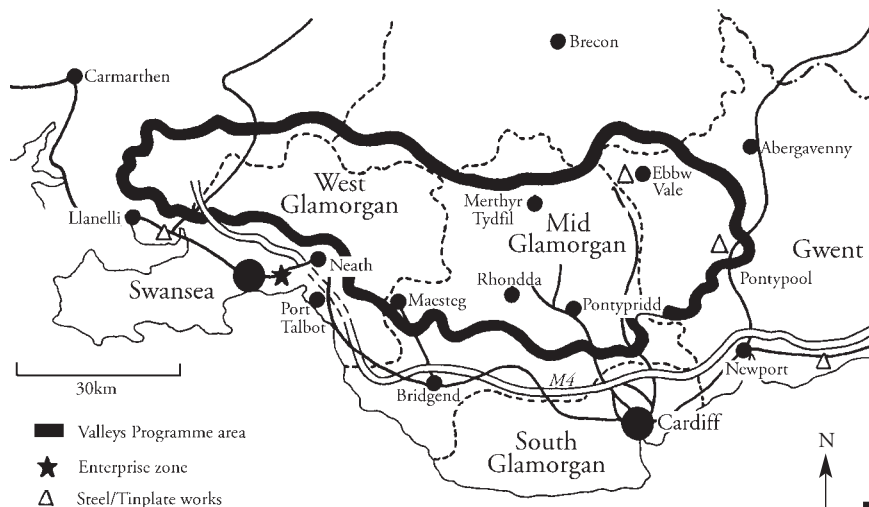 Brecon
Carmarthen
Abergavenny
Ebbw
Vale
West
Glamorgan
Merthyr
Tydfil
Llanelli
Mid
Glamorgan
Gwent
Neath
Rhondda
Pontypool
Swansea
Maesteg
Pontypridd
Port
Talbot
30km
M4
Newport
Bridgend
Cardiff
Valleys Programme area
South
Glamorgan
N
Enterprise zone
Steel/Tinplate works